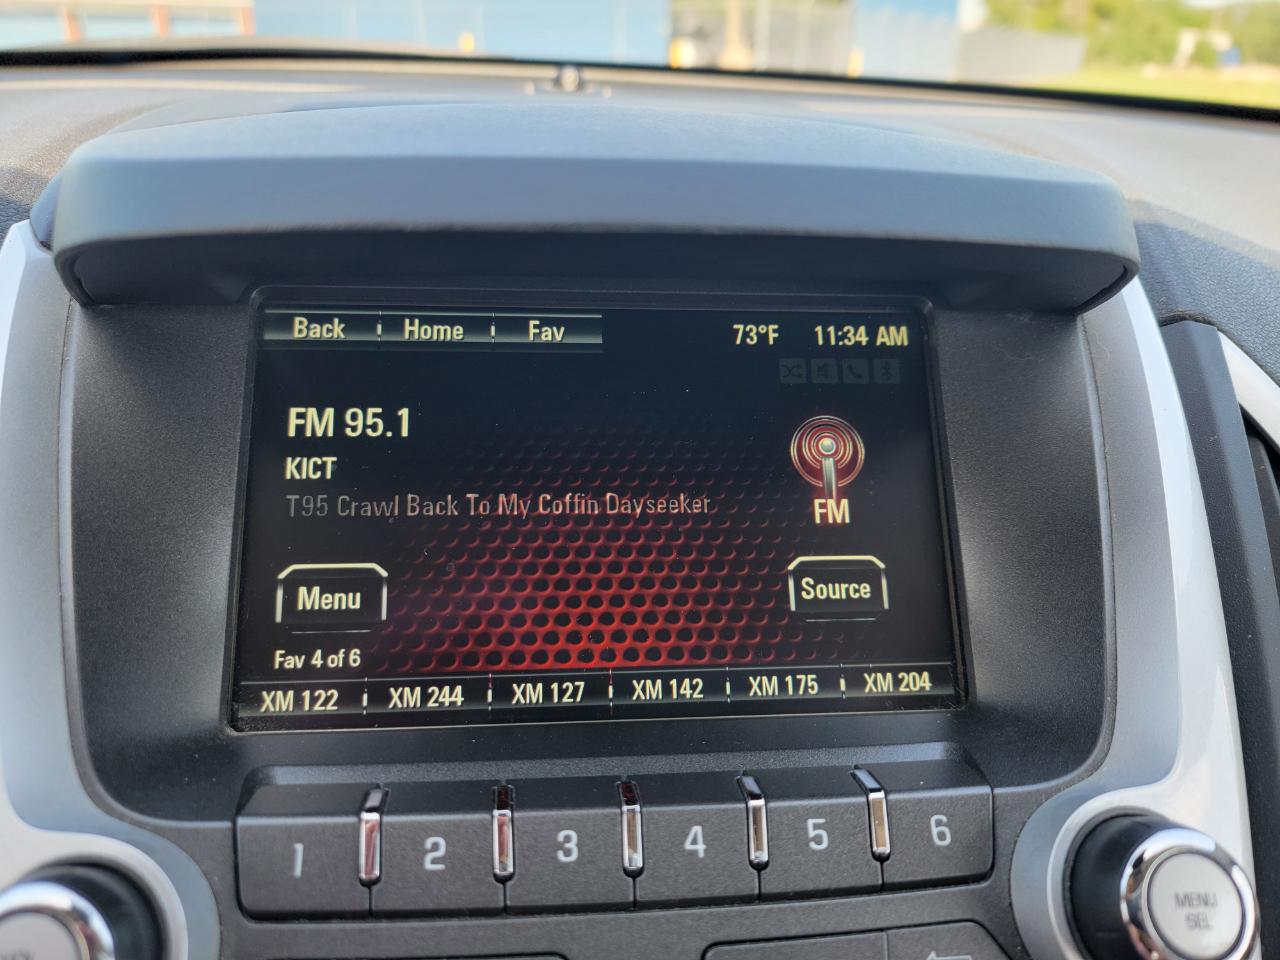 Back Home Fav 73°F 11:34 AM
FM 95.1
KICT
T95 Crawl Back To My Coffin Dayseeker
FM
Menu Source
Fav 4 of 6
XM 122 XM 244 XM 127 XM 142 XM 175 XM 204
1 2 3 4 5 6
MENU
SEL